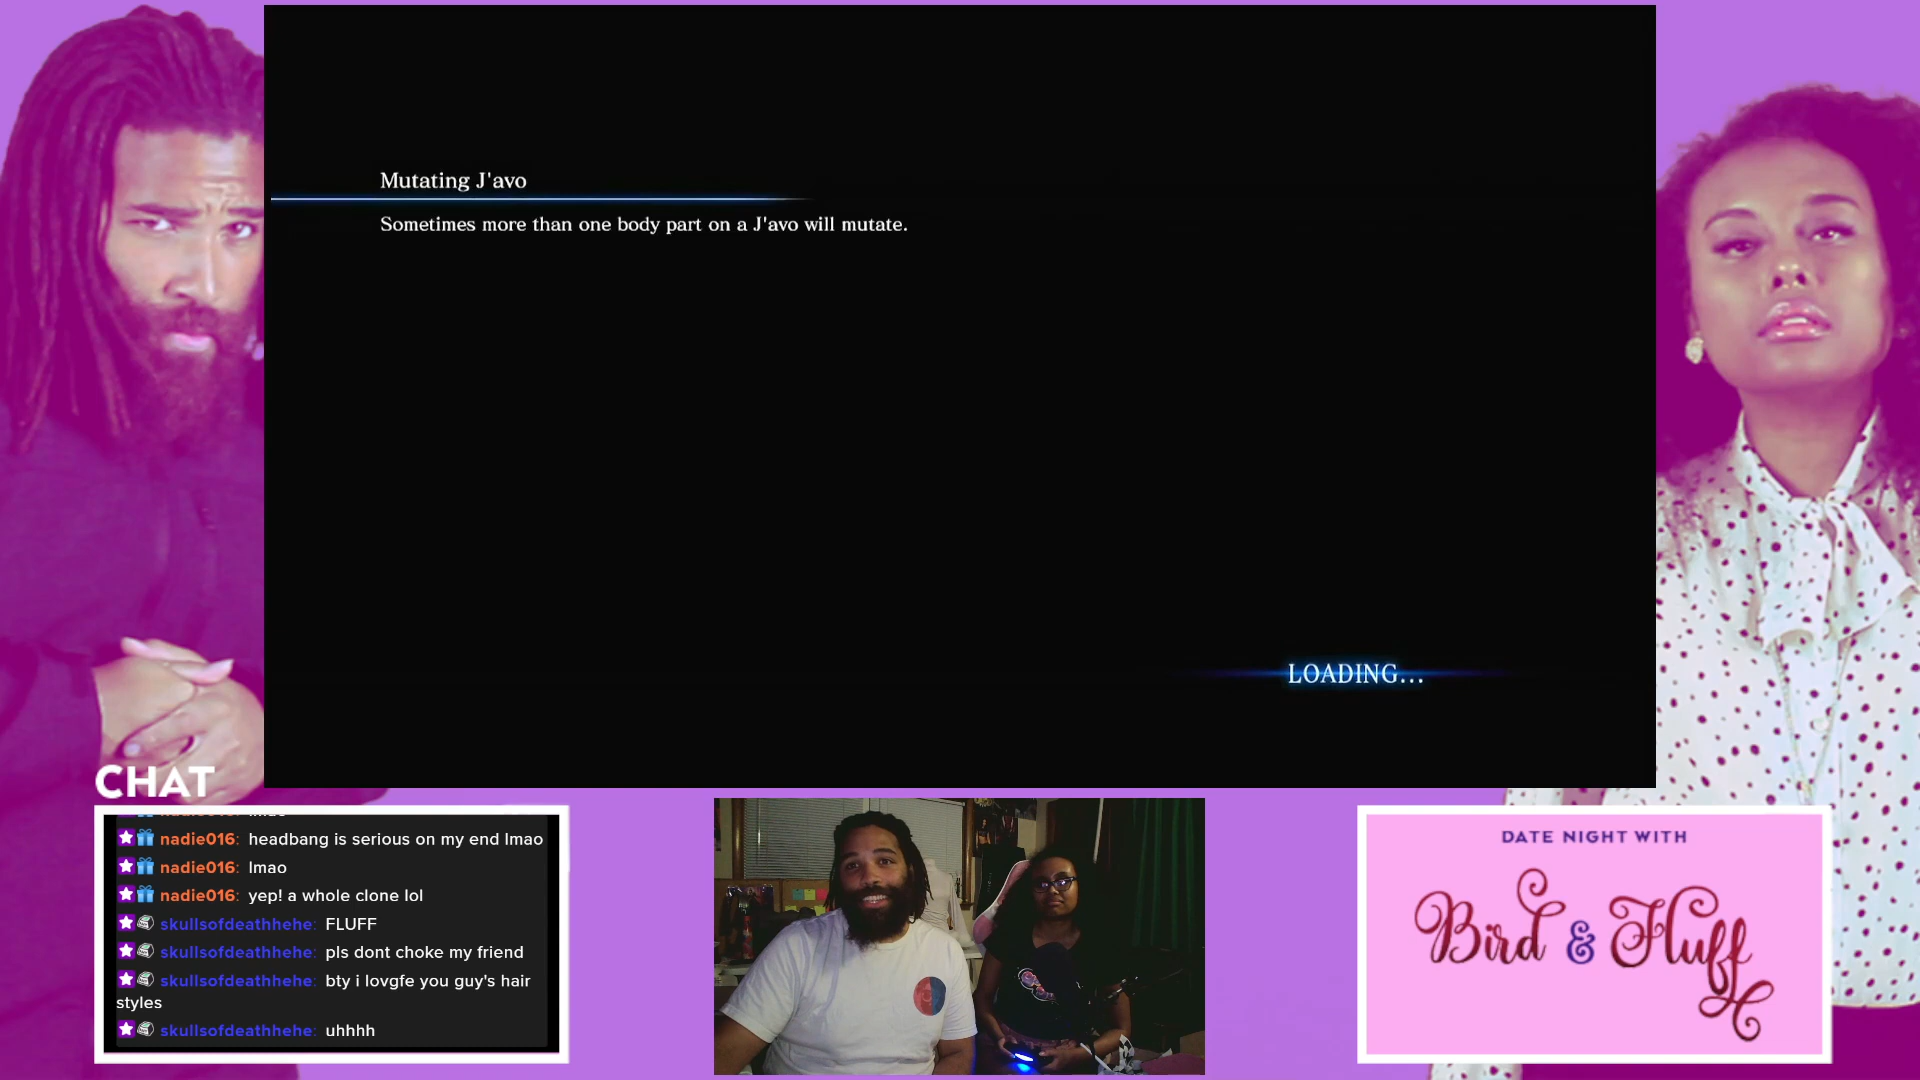 Mutating J'avo
Sometimes more than one body part on a J'avo will mutate.
LOADING...
CHAT
nadie016: headbang is serious on my end lmao
nadie016: lmao
nadie016: yep! a whole clone lol
skullsofdeathhehe: FLUFF
skullsofdeathhehe: pls dont choke my friend
skullsofdeathhehe: bty i lovgfe you guy's hair
styles
skullsofdeathhehe: uhhhh
DATE NIGHT WITH
Bird & Fluff